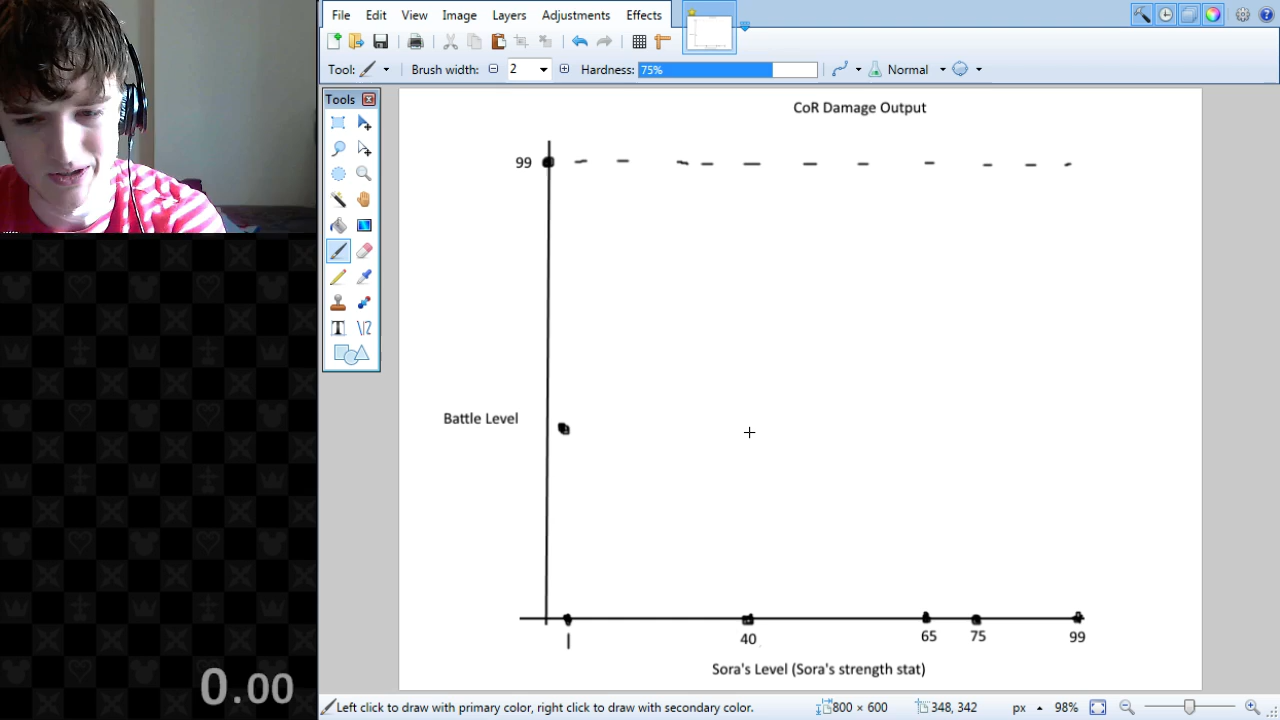 File Edit View Image Layers Adjustments Effects
Tool: Brush width: 2 Hardness: 75% Normal
Tools
CoR Damage Output
99
Battle Level
1 40 65 75 99
Sora's Level (Sora's strength stat)
0.00
Left click to draw with primary color, right click to draw with secondary color. 800 × 600 348, 342 px 98%